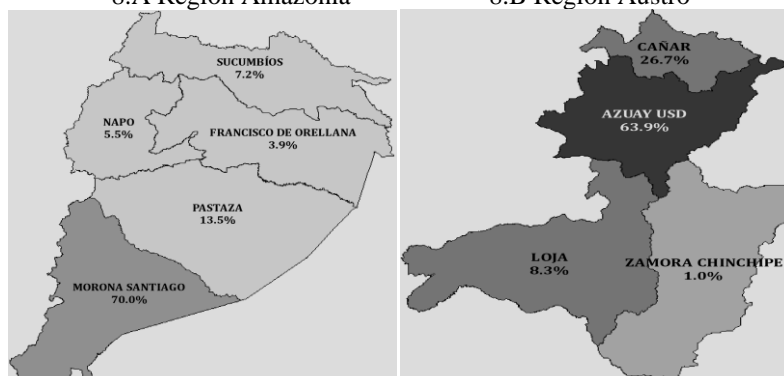 8.A Región Amazonía
8.B Región Austro
SUCUMBÍOS
7.2%
NAPO
5.5%
FRANCISCO DE ORELLANA
3.9%
PASTAZA
13.5%
MORONA SANTIAGO
70.0%
CAÑAR
26.7%
AZUAY USD
63.9%
LOJA
8.3%
ZAMORA CHINCHIPE
1.0%